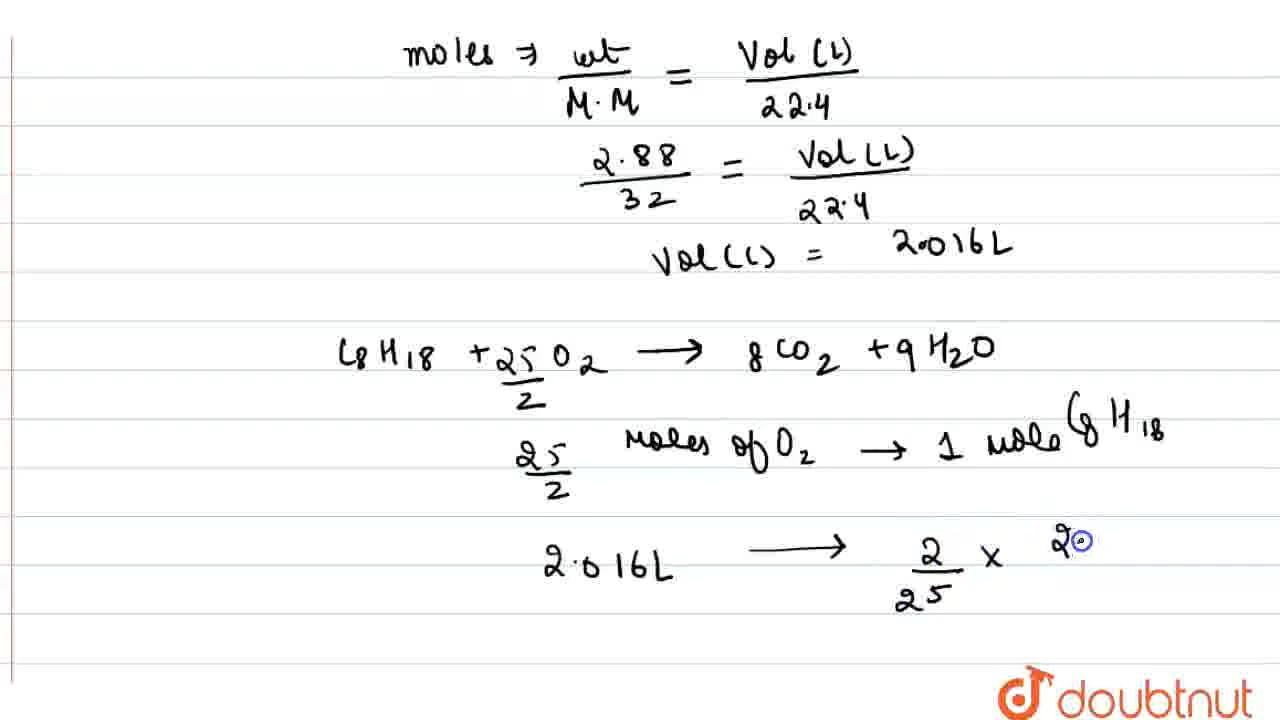 moles ⇒ wt/M.M = Vol (L)/22.4
2.88/32 = Vol (L)/22.4
Vol (L) = 2.016L
C8H18 + 25/2 O2 → 8CO2 + 9H2O
25/2 moles of O2 → 1 mole C8H18
2.016L → 2/25 × 2
doubtnut